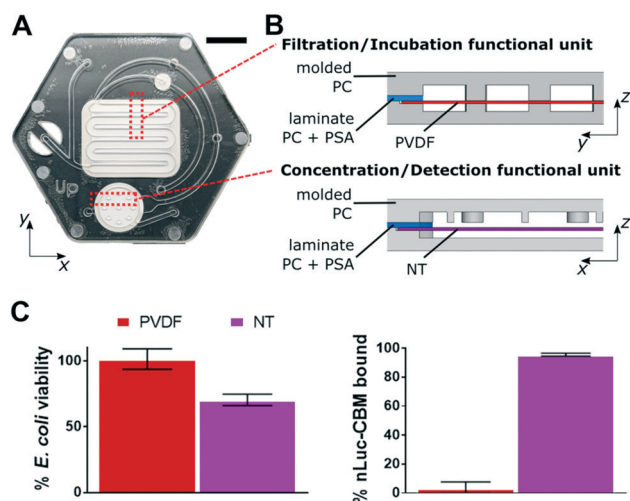 A
B
Filtration/Incubation functional unit
molded
PC
laminate
PC + PSA
PVDF
z
y
Concentration/Detection functional unit
molded
PC
laminate
PC + PSA
NT
z
x
Up
y
x
C
PVDF
NT
% E. coli viability
100
50
0
% nLuc-CBM bound
100
80
60
40
20
0